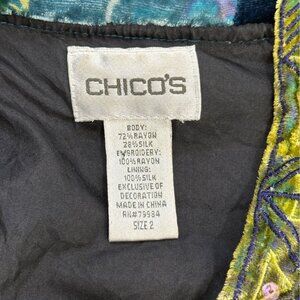 CHICO'S
BODY:
72% RAYON
28% SILK
EMBROIDERY:
100% RAYON
LINING:
100% SILK
EXCLUSIVE OF
DECORATION
MADE IN CHINA
RN#79984
SIZE 2